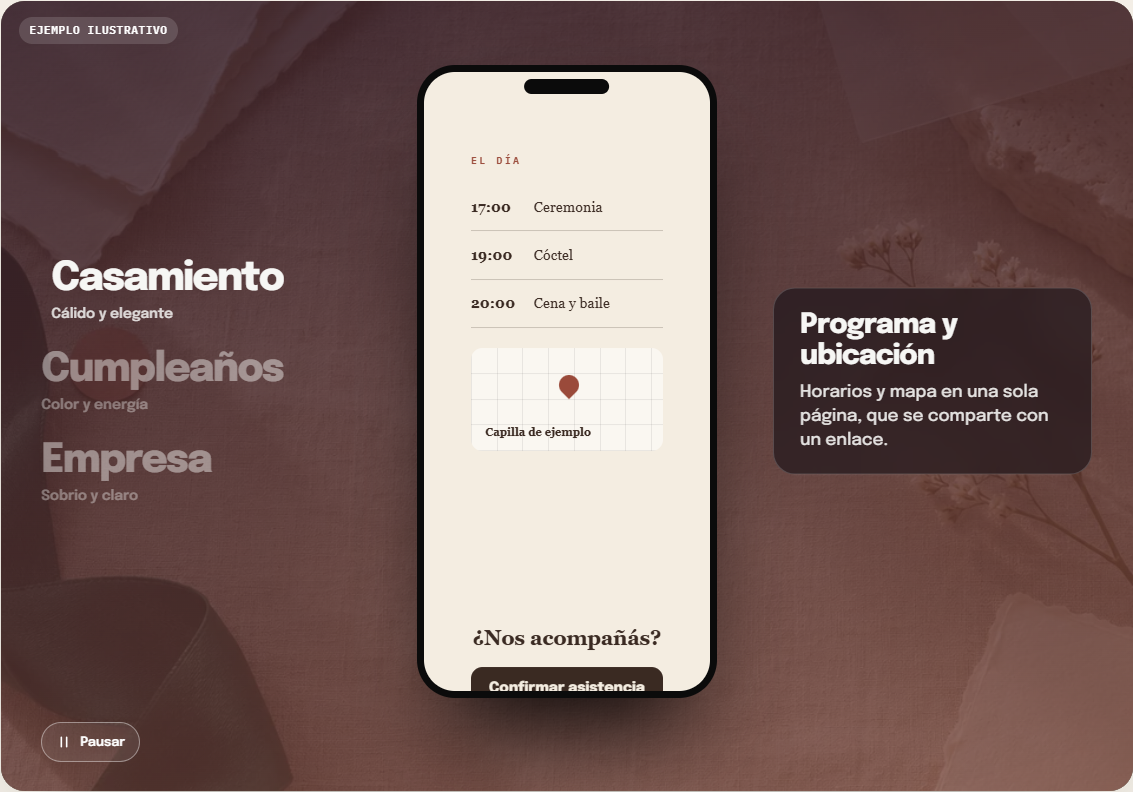 EJEMPLO ILUSTRATIVO
Casamiento
Cálido y elegante
Cumpleaños
Color y energía
Empresa
Sobrio y claro
Pausar
EL DÍA
17:00 Ceremonia
19:00 Cóctel
20:00 Cena y baile
Capilla de ejemplo
¿Nos acompañás?
Confirmar asistencia
Programa y
ubicación
Horarios y mapa en una sola
página, que se comparte con
un enlace.